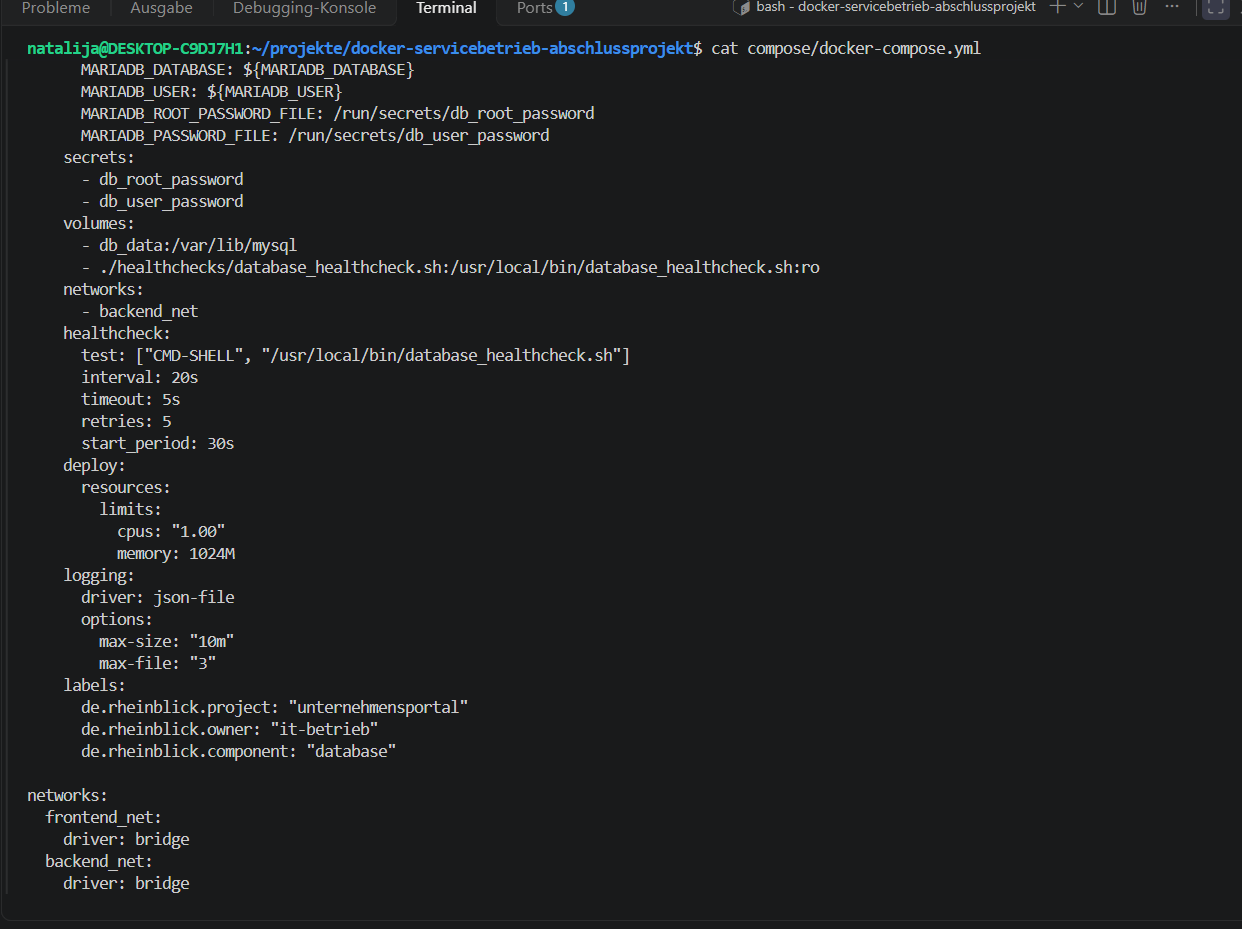 Probleme Ausgabe Debugging-Konsole Terminal Ports 1 bash - docker-servicebetrieb-abschlussprojekt
natalija@DESKTOP-C9DJ7H1:~/projekte/docker-servicebetrieb-abschlussprojekt$ cat compose/docker-compose.yml
      MARIADB_DATABASE: ${MARIADB_DATABASE}
      MARIADB_USER: ${MARIADB_USER}
      MARIADB_ROOT_PASSWORD_FILE: /run/secrets/db_root_password
      MARIADB_PASSWORD_FILE: /run/secrets/db_user_password
    secrets:
      - db_root_password
      - db_user_password
    volumes:
      - db_data:/var/lib/mysql
      - ./healthchecks/database_healthcheck.sh:/usr/local/bin/database_healthcheck.sh:ro
    networks:
      - backend_net
    healthcheck:
      test: ["CMD-SHELL", "/usr/local/bin/database_healthcheck.sh"]
      interval: 20s
      timeout: 5s
      retries: 5
      start_period: 30s
    deploy:
      resources:
        limits:
          cpus: "1.00"
          memory: 1024M
    logging:
      driver: json-file
      options:
        max-size: "10m"
        max-file: "3"
    labels:
      de.rheinblick.project: "unternehmensportal"
      de.rheinblick.owner: "it-betrieb"
      de.rheinblick.component: "database"
networks:
  frontend_net:
    driver: bridge
  backend_net:
    driver: bridge